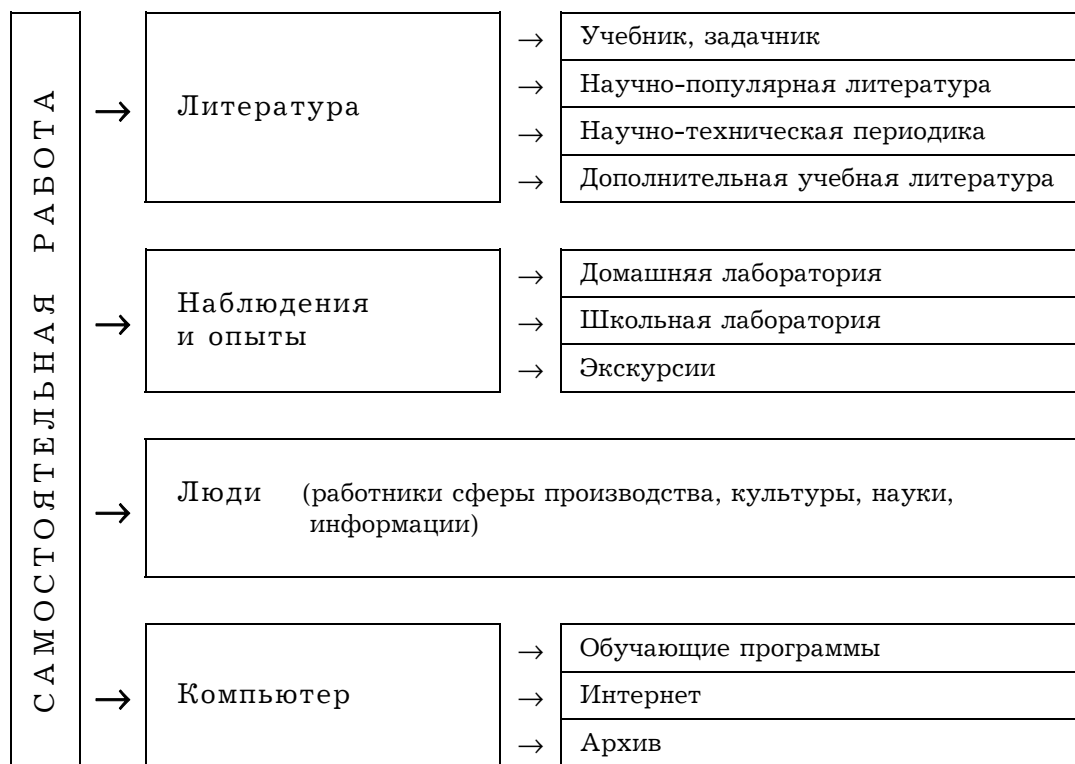 САМОСТОЯТЕЛЬНАЯ РАБОТА
Литература
→ Учебник, задачник
→ Научно-популярная литература
→ Научно-техническая периодика
→ Дополнительная учебная литература
Наблюдения
и опыты
→ Домашняя лаборатория
→ Школьная лаборатория
→ Экскурсии
Люди (работники сферы производства, культуры, науки,
информации)
Компьютер
→ Обучающие программы
→ Интернет
→ Архив